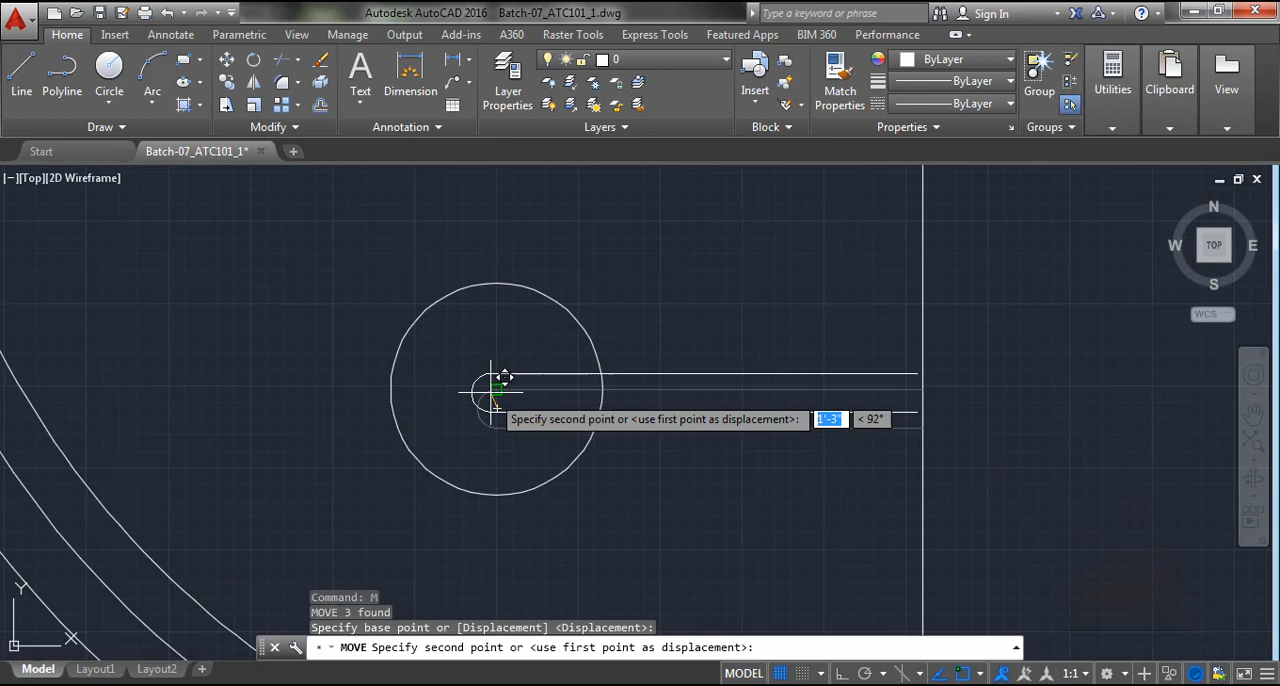 Autodesk AutoCAD 2016 Batch-07_ATC101_1.dwg
Type a keyword or phrase
Sign In
Home Insert Annotate Parametric View Manage Output Add-ins A360 Raster Tools Express Tools Featured Apps BIM 360 Performance
0
ByLayer
ByLayer
ByLayer
Line Polyline Circle Arc
Text Dimension
Layer Properties
Insert
Match Properties
Group Utilities Clipboard View
Draw Modify Annotation Layers Block Properties Groups
Start Batch-07_ATC101_1*
[−][Top][2D Wireframe]
N
W TOP E
S
WCS
Specify second point or <use first point as displacement>: 1'-3" < 92°
Y
X
Command: M
MOVE 3 found
Specify base point or [Displacement] <Displacement>:
MOVE Specify second point or <use first point as displacement>:
Model Layout1 Layout2 +
MODEL 1:1